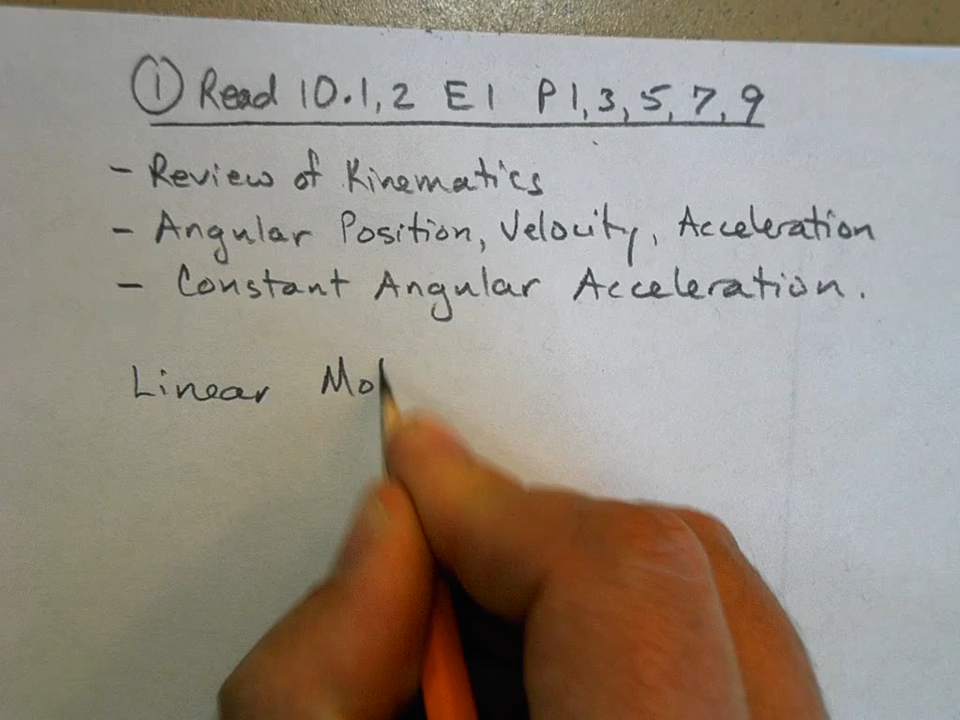 ① Read 10.1,2 E1 P1,3,5,7,9
- Review of Kinematics
- Angular Position, Velocity, Acceleration
- Constant Angular Acceleration.
Linear